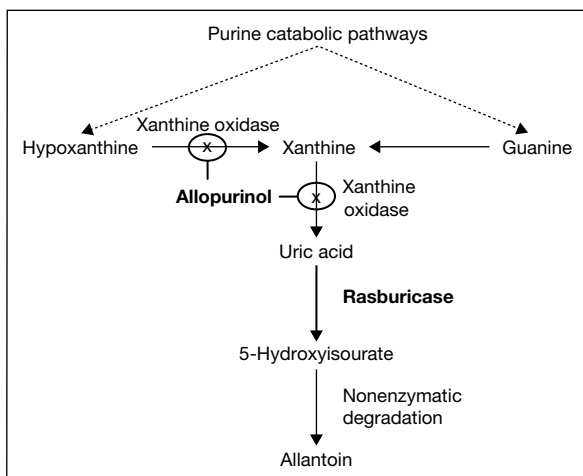 Purine catabolic pathways
Xanthine oxidase
Hypoxanthine x Xanthine Guanine
Allopurinol x Xanthine
oxidase
Uric acid
Rasburicase
5-Hydroxyisourate
Nonenzymatic
degradation
Allantoin